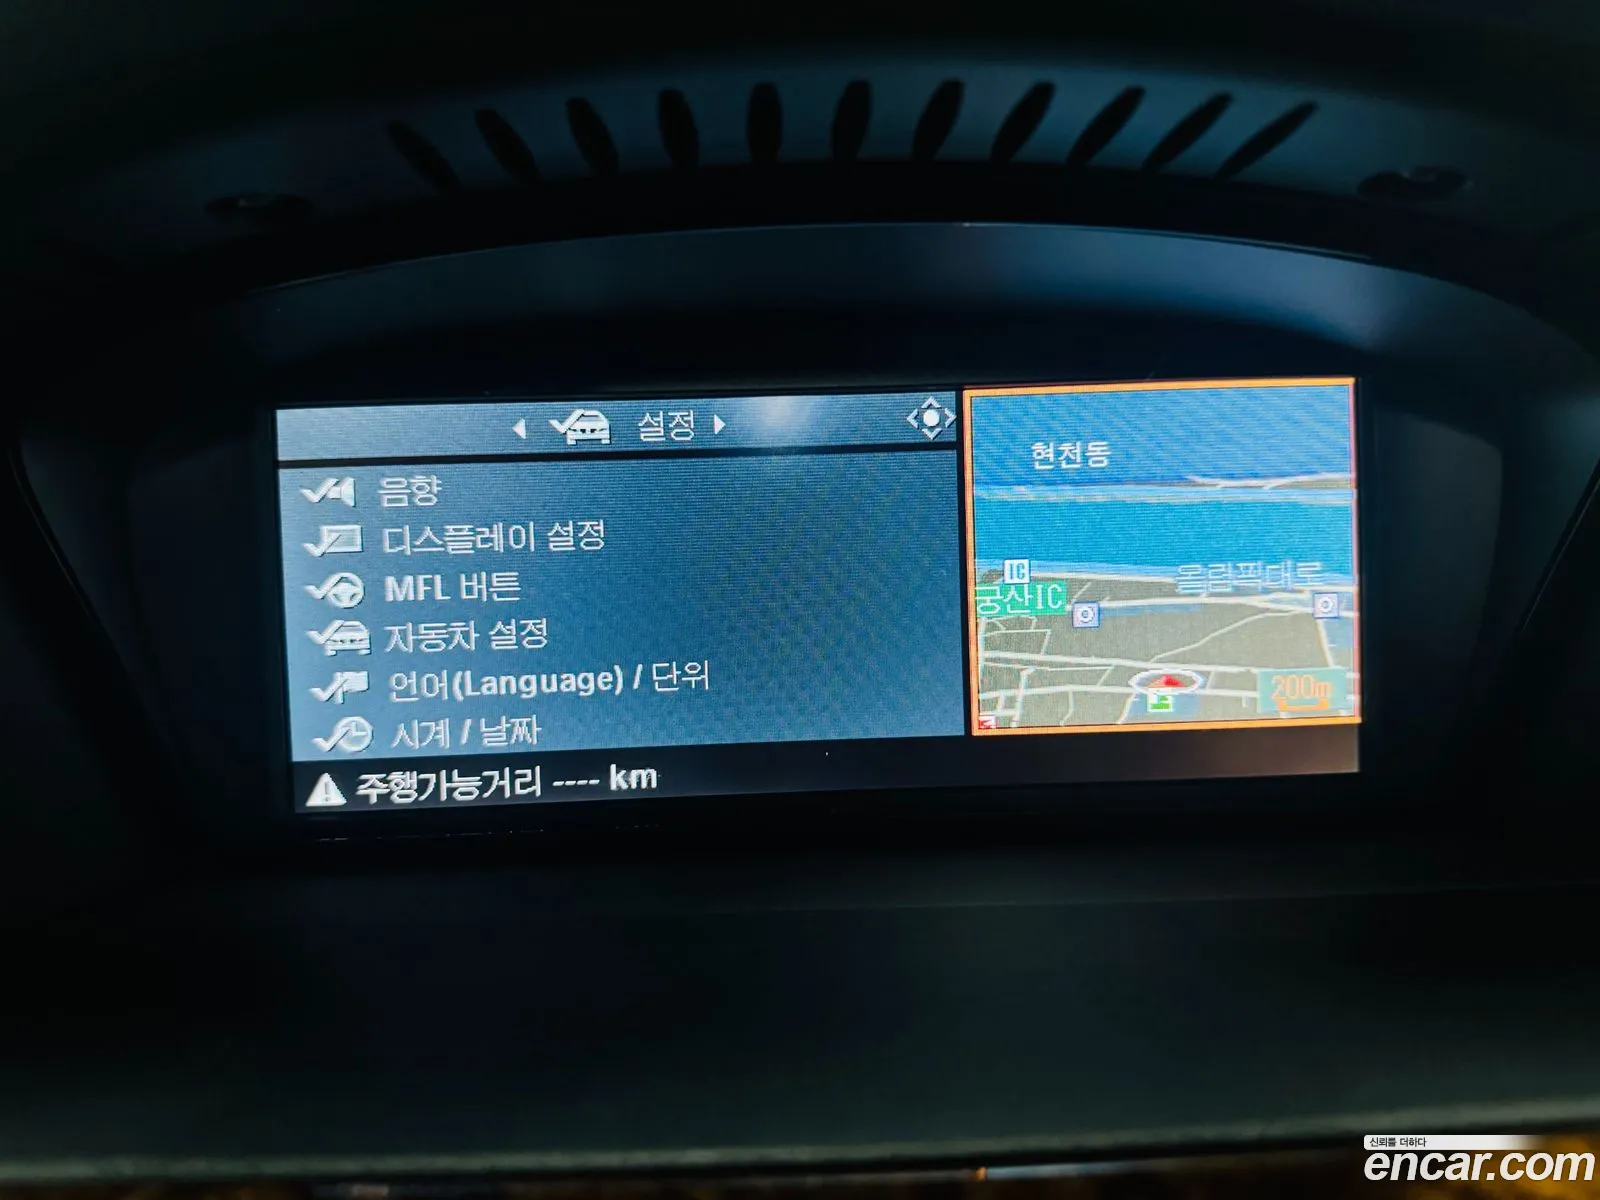 설정
음향
디스플레이 설정
MFL 버튼
자동차 설정
언어(Language) / 단위
시계 / 날짜
주행가능거리 ---- km
현천동
IC
올림픽대로
궁산IC
200m
신뢰를 더하다
encar.com